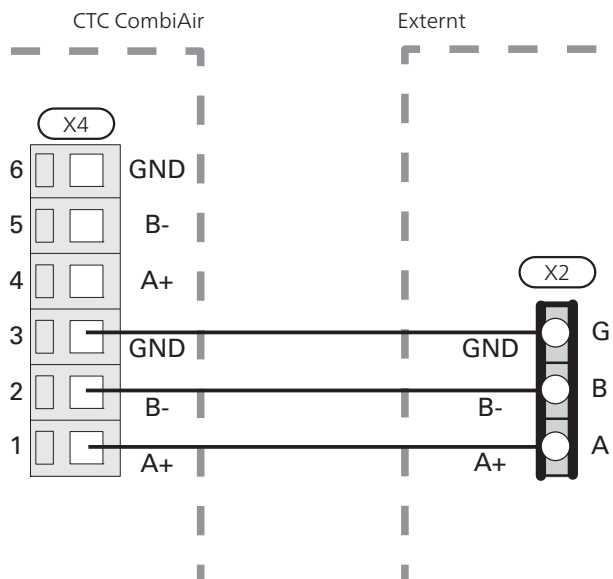 CTC CombiAir
Externt
X4
6 GND
5 B-
4 A+
X2
3 GND GND G
2 B- B- B
1 A+ A+ A